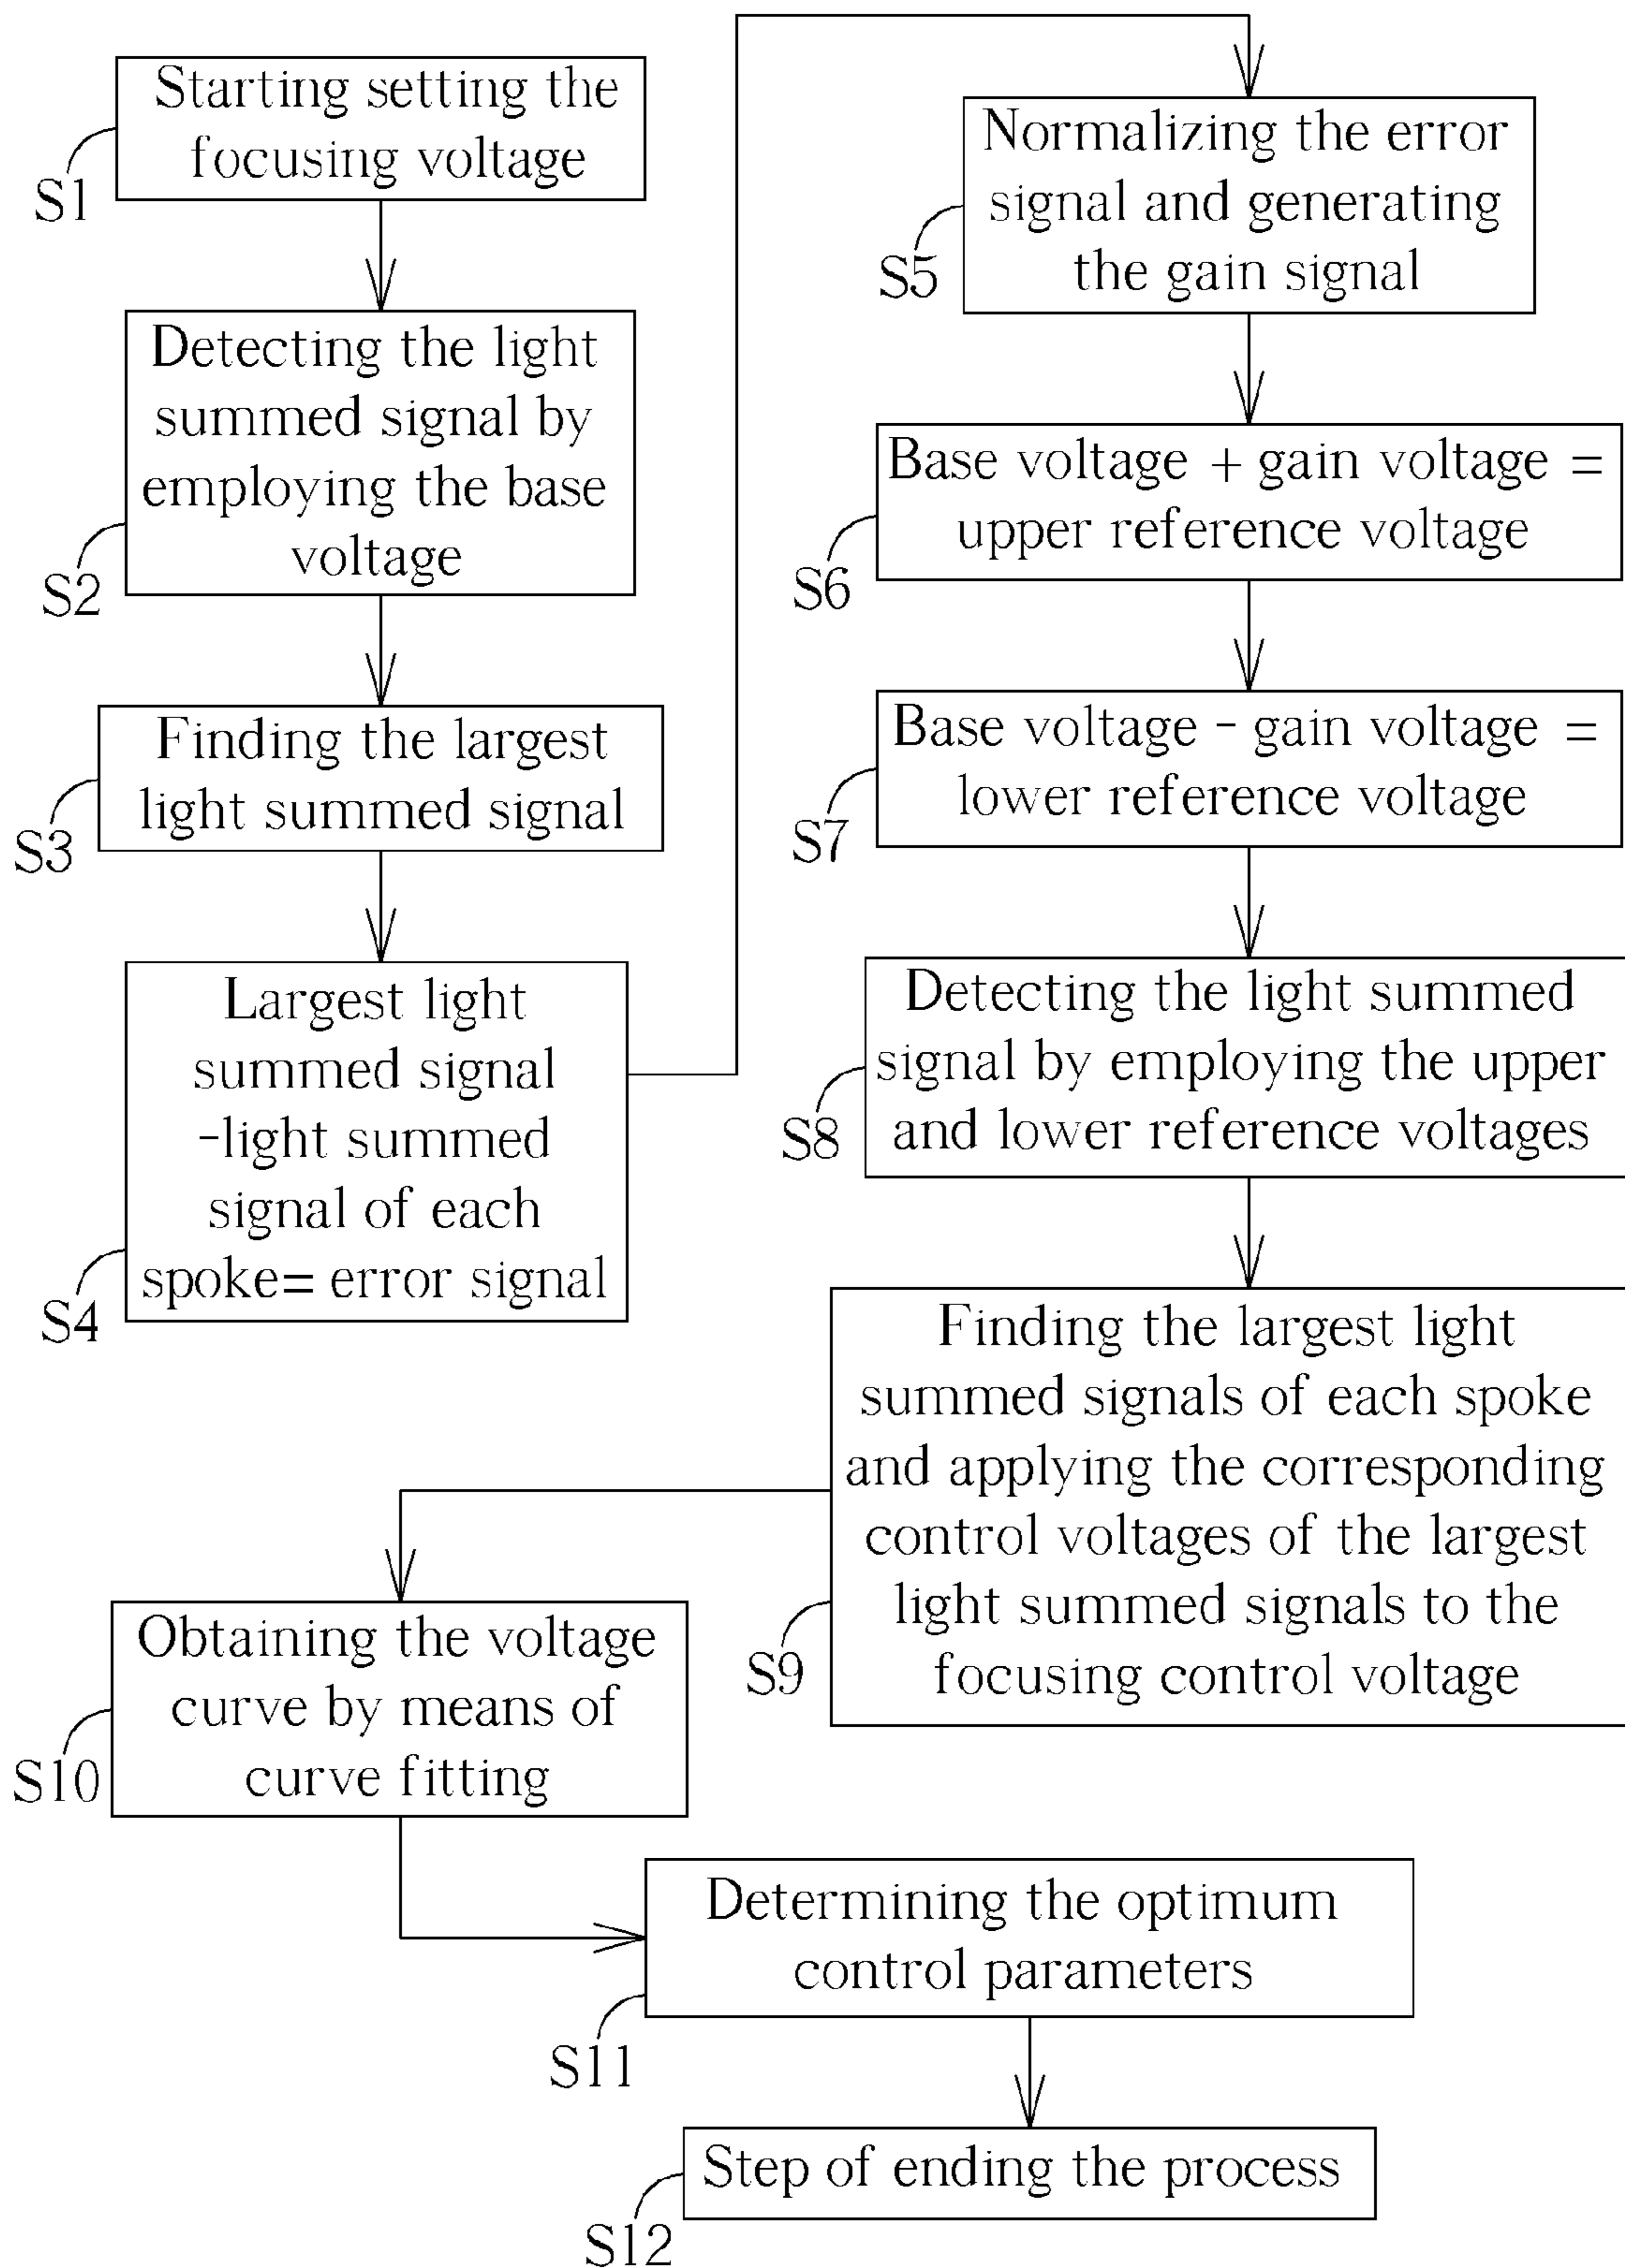 Starting setting the
focusing voltage
S1
Detecting the light
summed signal by
employing the base
voltage
S2
Finding the largest
light summed signal
S3
Largest light
summed signal
-light summed
signal of each
spoke= error signal
S4
Normalizing the error
signal and generating
the gain signal
S5
Base voltage + gain voltage =
upper reference voltage
S6
Base voltage - gain voltage =
lower reference voltage
S7
Detecting the light summed
signal by employing the upper
and lower reference voltages
S8
Finding the largest light
summed signals of each spoke
and applying the corresponding
control voltages of the largest
light summed signals to the
focusing control voltage
S9
Obtaining the voltage
curve by means of
curve fitting
S10
Determining the optimum
control parameters
S11
Step of ending the process
S12